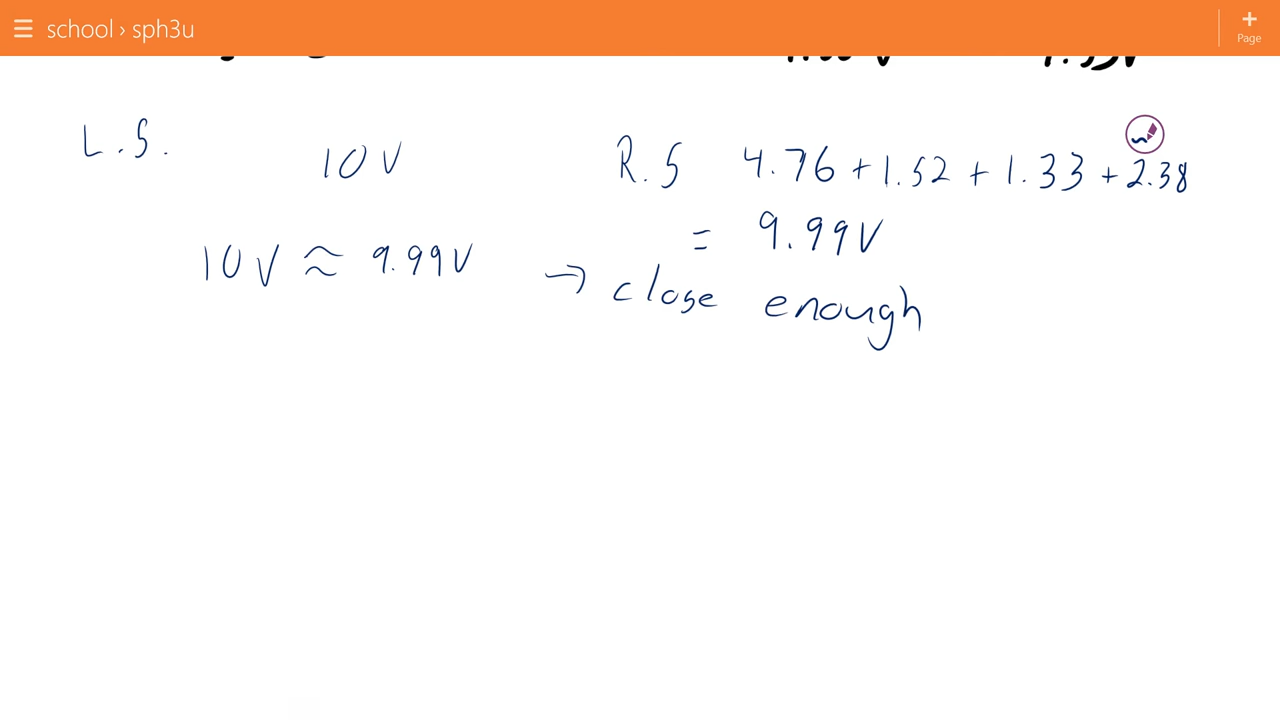 school › sph3u
Page
L.S. 10V R.S 4.76 + 1.52 + 1.33 + 2.38
= 9.99V
10V ≈ 9.99V → close enough